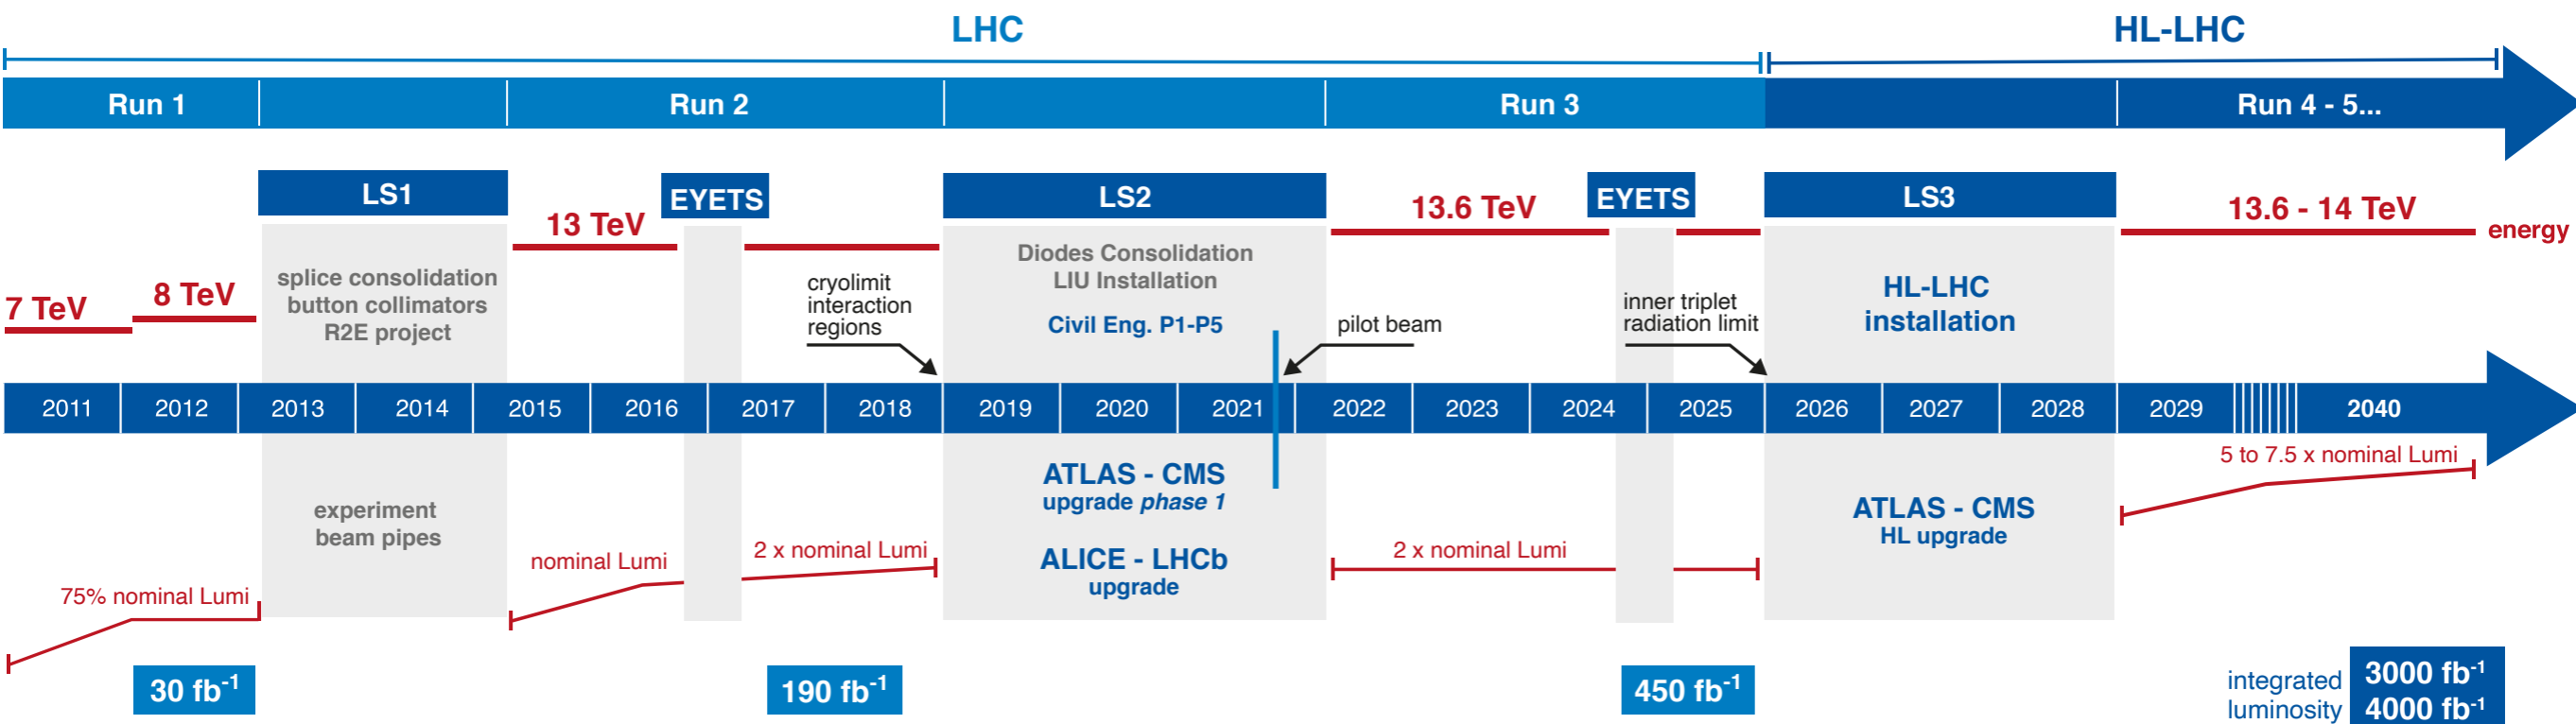 LHC
HL-LHC
Run 1
Run 2
Run 3
Run 4 - 5...
LS1
EYETS
LS2
EYETS
LS3
13 TeV
13.6 TeV
13.6 - 14 TeV
energy
7 TeV
8 TeV
splice consolidation
button collimators
R2E project
cryolimit
interaction
regions
Diodes Consolidation
LIU Installation
Civil Eng. P1-P5
pilot beam
inner triplet
radiation limit
HL-LHC
installation
2011
2012
2013
2014
2015
2016
2017
2018
2019
2020
2021
2022
2023
2024
2025
2026
2027
2028
2029
2040
5 to 7.5 x nominal Lumi
experiment
beam pipes
ATLAS - CMS
upgrade phase 1
ALICE - LHCb
upgrade
ATLAS - CMS
HL upgrade
75% nominal Lumi
nominal Lumi
2 x nominal Lumi
2 x nominal Lumi
30 fb-1
190 fb-1
450 fb-1
integrated
luminosity
3000 fb-1
4000 fb-1